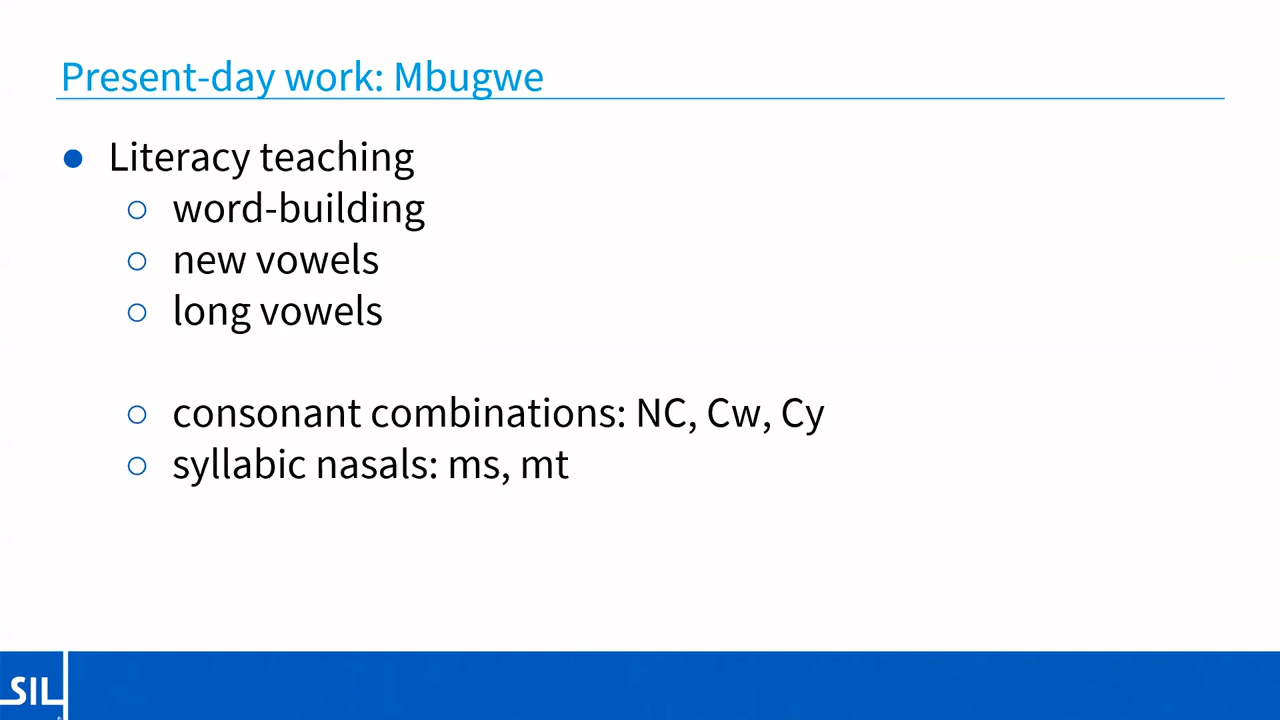 Present-day work: Mbugwe
● Literacy teaching
○ word-building
○ new vowels
○ long vowels
○ consonant combinations: NC, Cw, Cy
○ syllabic nasals: ms, mt
SIL